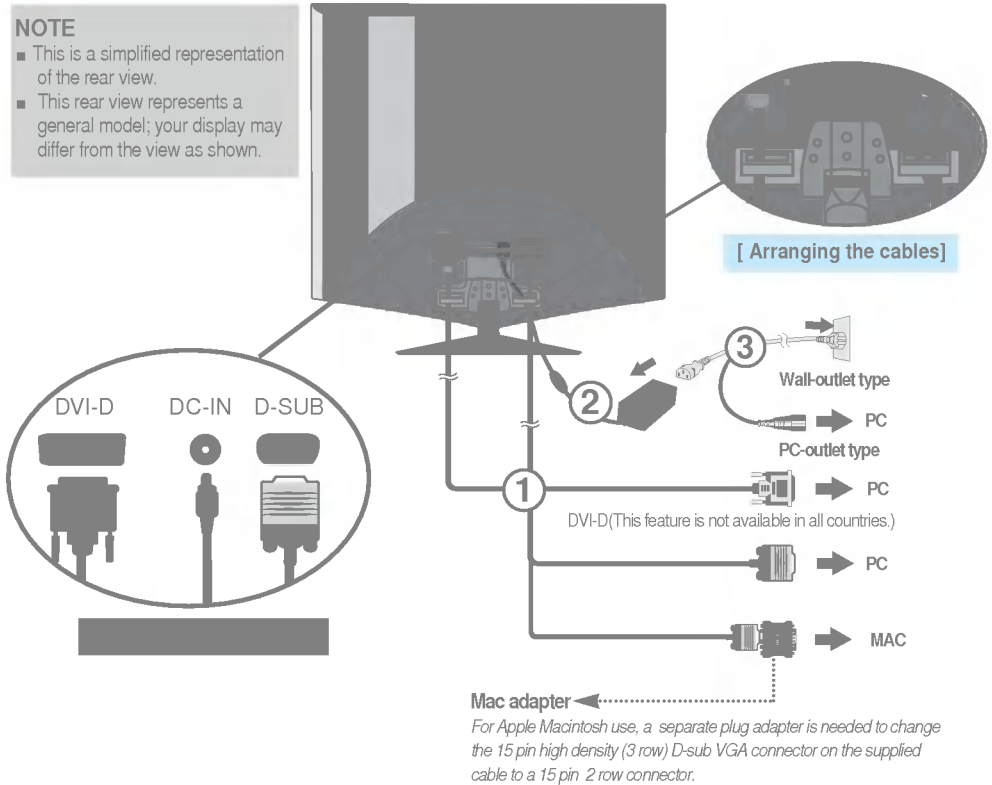 NOTE
■ This is a simplified representation
of the rear view.
■ This rear view represents a
general model; your display may
differ from the view as shown.
[ Arranging the cables]
3
Wall-outlet type
2
PC
PC-outlet type
DVI-D DC-IN D-SUB
1
PC
DVI-D(This feature is not available in all countries.)
PC
MAC
Mac adapter
For Apple Macintosh use, a separate plug adapter is needed to change
the 15 pin high density (3 row) D-sub VGA connector on the supplied
cable to a 15 pin 2 row connector.